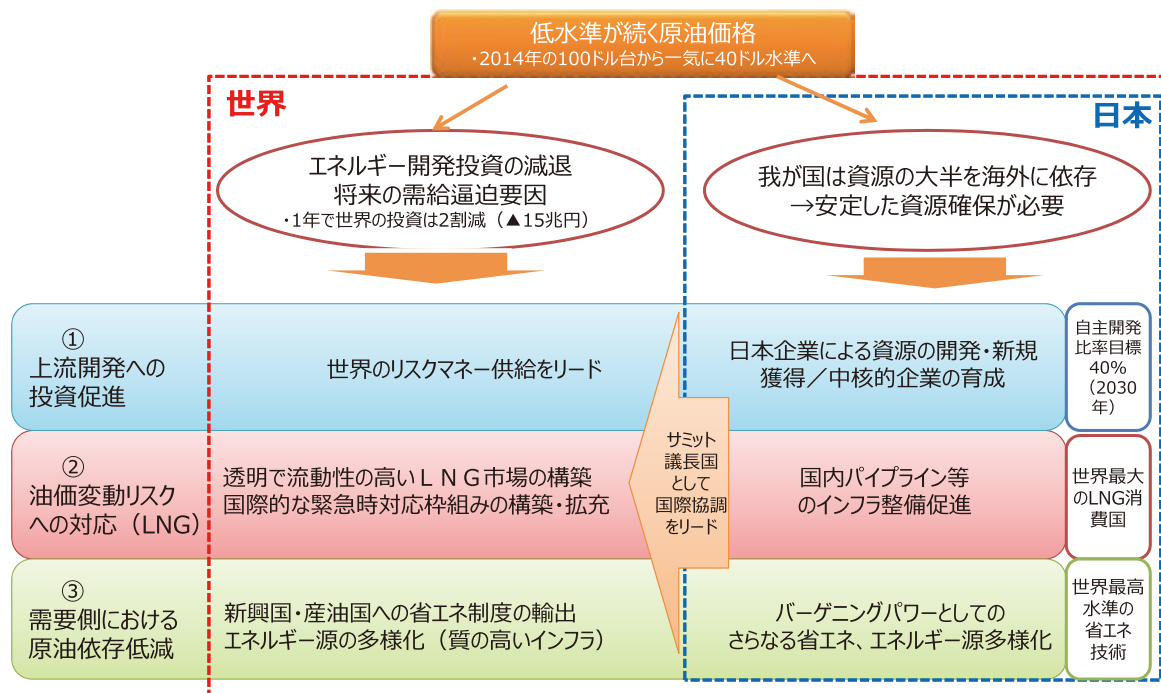 低水準が続く原油価格
・2014年の100ドル台から一気に40ドル水準へ
世界
日本
エネルギー開発投資の減退
将来の需給逼迫要因
・1年で世界の投資は2割減（▲15兆円）
我が国は資源の大半を海外に依存
→安定した資源確保が必要
①
上流開発への
投資促進
世界のリスクマネー供給をリード
日本企業による資源の開発・新規
獲得／中核的企業の育成
自主開発
比率目標
40%
（2030
年）
②
油価変動リスク
への対応（LNG）
透明で流動性の高いＬＮＧ市場の構築
国際的な緊急時対応枠組みの構築・拡充
サミット
議長国
として
国際協調
をリード
国内パイプライン等
のインフラ整備促進
世界最大
のLNG消
費国
③
需要側における
原油依存低減
新興国・産油国への省エネ制度の輸出
エネルギー源の多様化（質の高いインフラ）
バーゲニングパワーとしての
さらなる省エネ、エネルギー源多様化
世界最高
水準の
省エネ
技術